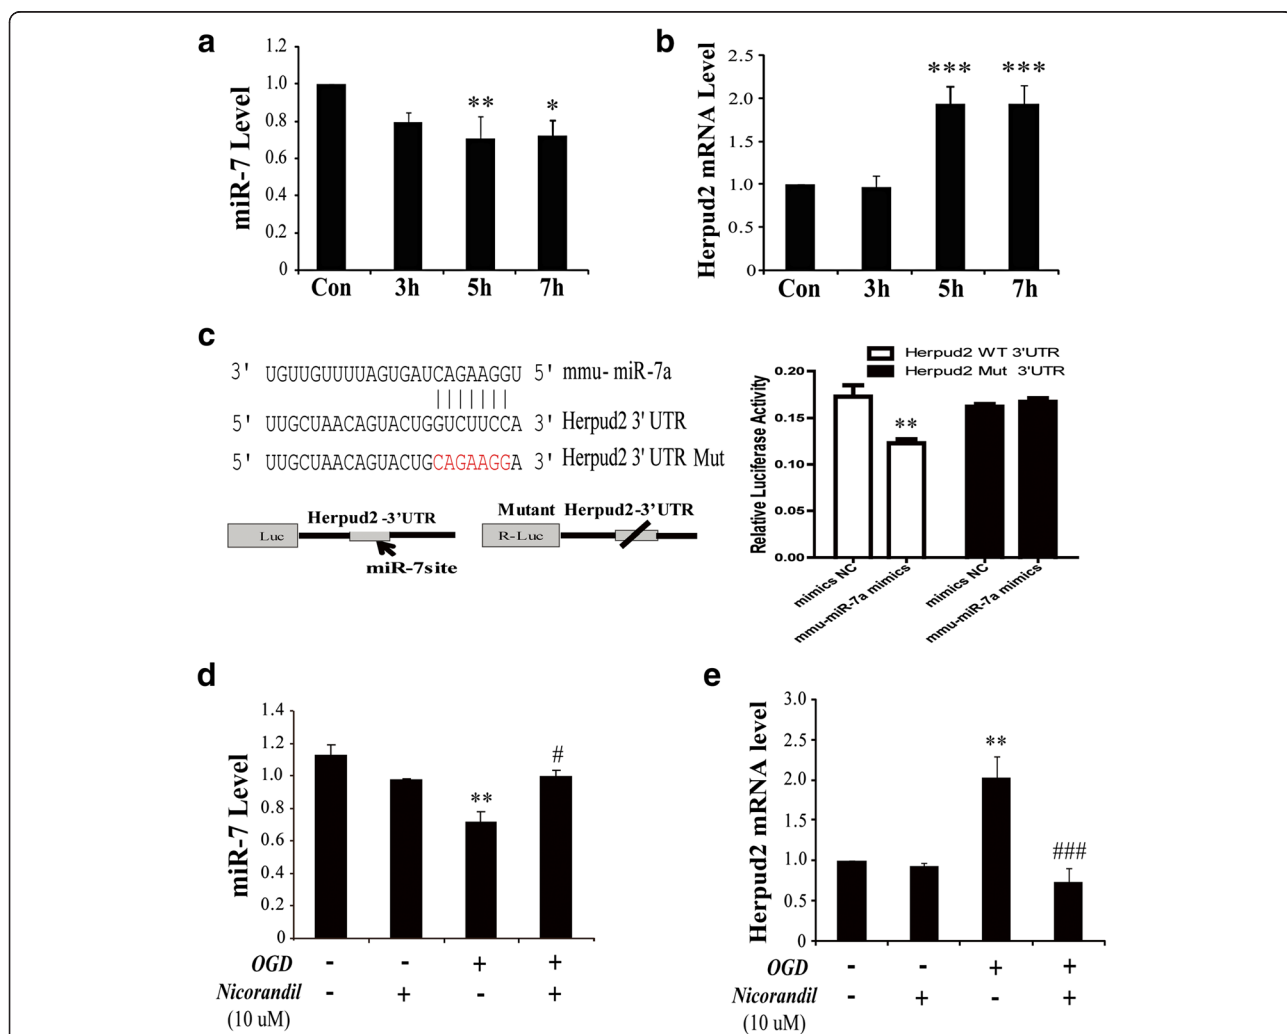 a
miR-7 Level
1.2
1.0
0.8
0.6
0.4
0.2
0
**
*
Con 3h 5h 7h
b
Herpud2 mRNA Level
2.5
2.0
1.5
1.0
0.5
0
***
***
Con 3h 5h 7h
c
3' UGUUGUUUUAGUGAUCAGAAGGU 5' mmu- miR-7a
| | | | | | |
5' UUGCUAACAGUACUGGUCUUCCA 3' Herpud2 3' UTR
5' UUGCUAACAGUACUGCAGAAGGA 3' Herpud2 3' UTR Mut
Herpud2 -3'UTR
Luc
miR-7site
Mutant Herpud2-3'UTR
R-Luc
Herpud2 WT 3'UTR
Herpud2 Mut 3'UTR
Relative Luciferase Activity
0.20
0.15
0.10
0.05
0.00
**
mimics NC
mmu-miR-7a mimics
mimics NC
mmu-miR-7a mimics
d
miR-7 Level
1.4
1.2
1.0
0.8
0.6
0.4
0.2
0
**
#
OGD - - + +
Nicorandil - + - +
(10 uM)
e
Herpud2 mRNA level
3.0
2.5
2.0
1.5
1.0
0.5
0
**
###
OGD - - + +
Nicorandil - + - +
(10 uM)